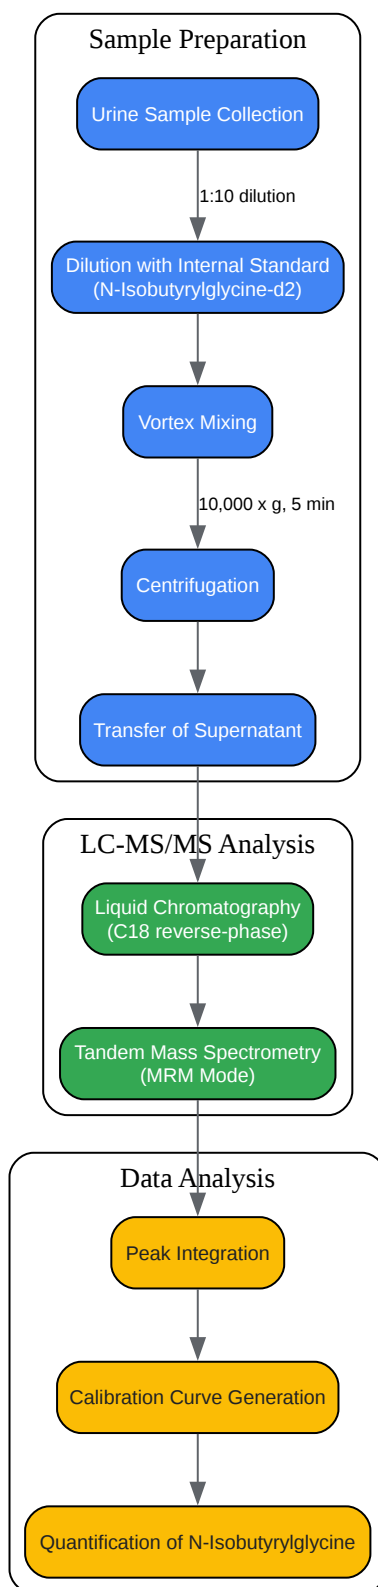 Sample Preparation
Urine Sample Collection
1:10 dilution
Dilution with Internal Standard
(N-Isobutyrylglycine-d2)
Vortex Mixing
10,000 x g, 5 min
Centrifugation
Transfer of Supernatant
LC-MS/MS Analysis
Liquid Chromatography
(C18 reverse-phase)
Tandem Mass Spectrometry
(MRM Mode)
Data Analysis
Peak Integration
Calibration Curve Generation
Quantification of N-Isobutyrylglycine